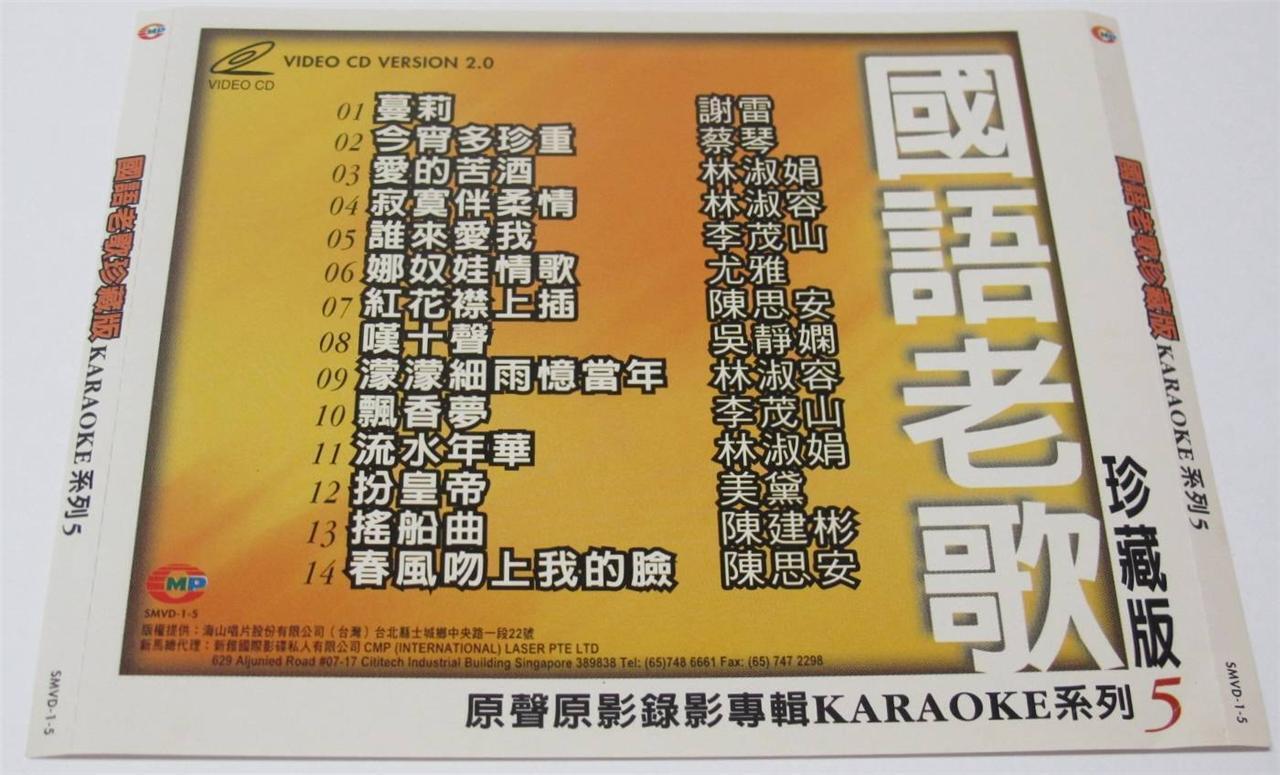 VIDEO CD VERSION 2.0
VIDEO CD
01 蔓莉 謝雷
02 今宵多珍重 蔡琴
03 愛的苦酒 林淑娟
04 寂寞伴柔情 林淑容
05 誰來愛我 李茂山
06 娜奴娃情歌 尤雅
07 紅花襟上插 陳思安
08 嘆十聲 吳靜嫻
09 濛濛細雨憶當年 林淑容
10 飄香夢 李茂山
11 流水年華 林淑娟
12 扮皇帝 美黛
13 搖船曲 陳建彬
14 春風吻上我的臉 陳思安
國語老歌
珍藏版
CMP
SMVD-1-5
版權提供：海山唱片股份有限公司（台灣）台北縣土城鄉中央路一段22號
新馬總代理：新雅國際影碟私人有限公司 CMP (INTERNATIONAL) LASER PTE LTD
629 Aljunied Road #07-17 Cititech Industrial Building Singapore 389838 Tel: (65)748 6661 Fax: (65) 747 2298
原聲原影錄影專輯KARAOKE系列5
國語老歌珍藏版 KARAOKE 系列 5
SMVD-1-5
國語老歌珍藏版 KARAOKE 系列 5
SMVD-1-5